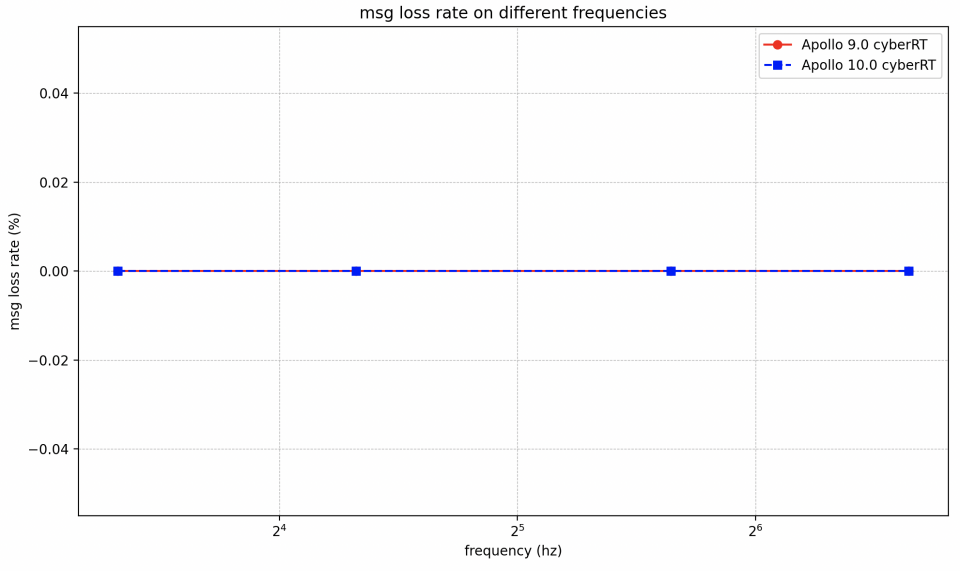 msg loss rate on different frequencies
Apollo 9.0 cyberRT
Apollo 10.0 cyberRT
0.04
0.02
0.00
−0.02
−0.04
msg loss rate (%)
2⁴
2⁵
2⁶
frequency (hz)